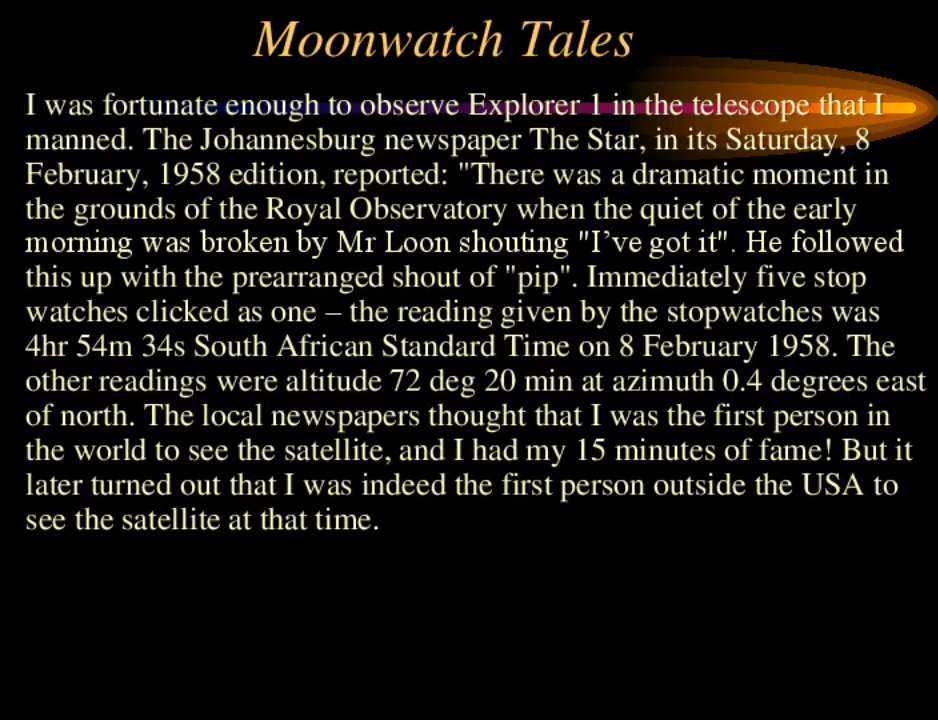 Moonwatch Tales
I was fortunate enough to observe Explorer 1 in the telescope that I
manned. The Johannesburg newspaper The Star, in its Saturday, 8
February, 1958 edition, reported: "There was a dramatic moment in
the grounds of the Royal Observatory when the quiet of the early
morning was broken by Mr Loon shouting "I’ve got it". He followed
this up with the prearranged shout of "pip". Immediately five stop
watches clicked as one – the reading given by the stopwatches was
4hr 54m 34s South African Standard Time on 8 February 1958. The
other readings were altitude 72 deg 20 min at azimuth 0.4 degrees east
of north. The local newspapers thought that I was the first person in
the world to see the satellite, and I had my 15 minutes of fame! But it
later turned out that I was indeed the first person outside the USA to
see the satellite at that time.